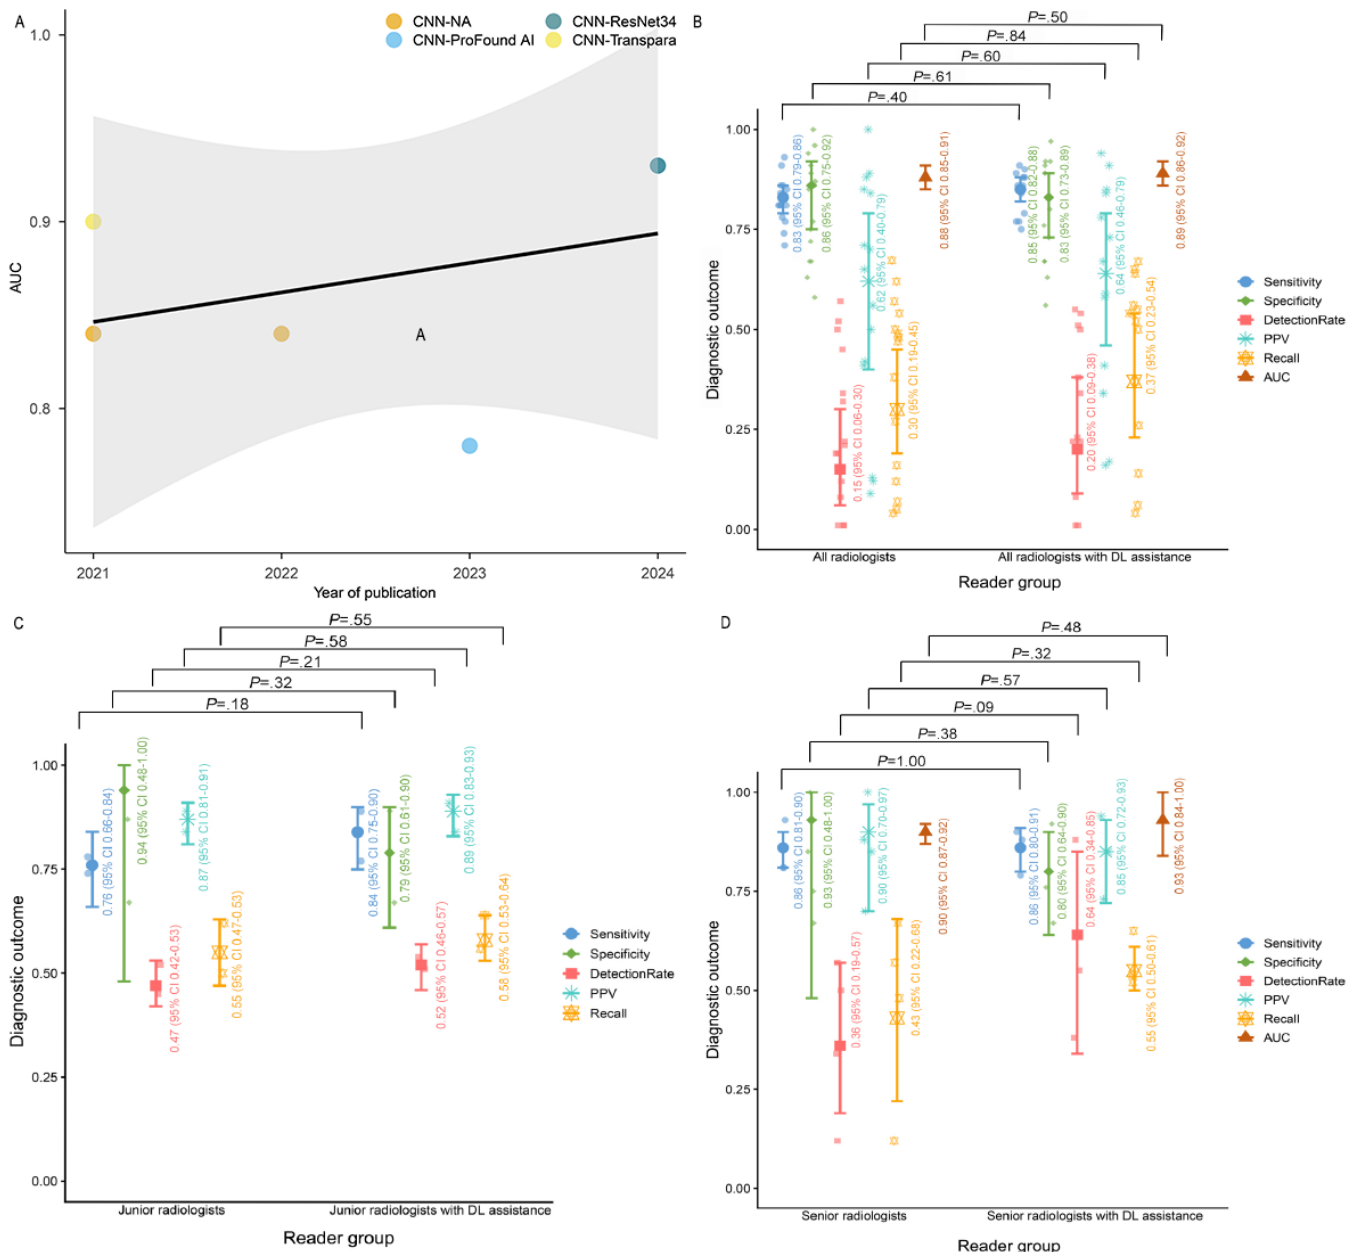 A
CNN-NA
CNN-ResNet34
CNN-ProFound AI
CNN-Transpara
1.0
0.9
0.8
AUC
A
2021
2022
2023
2024
Year of publication
B
P=.50
P=.84
P=.60
P=.61
P=.40
1.00
0.75
0.50
0.25
0.00
Diagnostic outcome
0.83 (95% CI 0.79-0.86)
0.86 (95% CI 0.75-0.92)
0.15 (95% CI 0.06-0.30)
0.62 (95% CI 0.40-0.79)
0.30 (95% CI 0.19-0.45)
0.88 (95% CI 0.85-0.91)
0.85 (95% CI 0.82-0.88)
0.83 (95% CI 0.73-0.89)
0.20 (95% CI 0.09-0.38)
0.64 (95% CI 0.46-0.79)
0.37 (95% CI 0.23-0.54)
0.89 (95% CI 0.86-0.92)
Sensitivity
Specificity
DetectionRate
PPV
Recall
AUC
All radiologists
All radiologists with DL assistance
Reader group
C
P=.55
P=.58
P=.21
P=.32
P=.18
1.00
0.75
0.50
0.25
0.00
Diagnostic outcome
0.76 (95% CI 0.66-0.84)
0.94 (95% CI 0.48-1.00)
0.47 (95% CI 0.42-0.53)
0.87 (95% CI 0.81-0.91)
0.55 (95% CI 0.47-0.53)
0.84 (95% CI 0.75-0.90)
0.79 (95% CI 0.61-0.90)
0.52 (95% CI 0.46-0.57)
0.89 (95% CI 0.83-0.93)
0.58 (95% CI 0.53-0.64)
Sensitivity
Specificity
DetectionRate
PPV
Recall
Junior radiologists
Junior radiologists with DL assistance
Reader group
D
P=.48
P=.32
P=.57
P=.09
P=.38
P=1.00
1.00
0.75
0.50
0.25
0.00
Diagnostic outcome
0.86 (95% CI 0.81-0.90)
0.93 (95% CI 0.48-1.00)
0.36 (95% CI 0.19-0.57)
0.90 (95% CI 0.70-0.97)
0.43 (95% CI 0.22-0.68)
0.90 (95% CI 0.87-0.92)
0.86 (95% CI 0.80-0.91)
0.80 (95% CI 0.64-0.90)
0.64 (95% CI 0.34-0.85)
0.85 (95% CI 0.72-0.93)
0.55 (95% CI 0.50-0.61)
0.93 (95% CI 0.84-1.00)
Sensitivity
Specificity
DetectionRate
PPV
Recall
AUC
Senior radiologists
Senior radiologists with DL assistance
Reader group